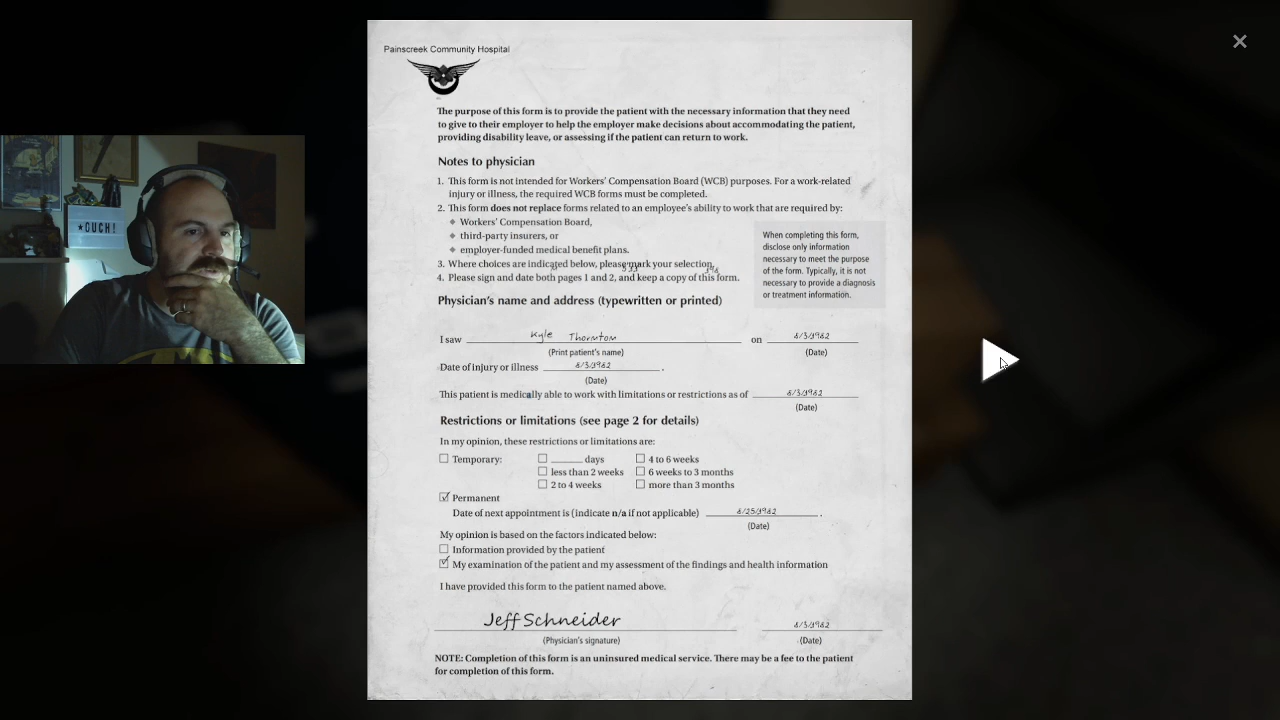 Painscreek Community Hospital
The purpose of this form is to provide the patient with the necessary information that they need
to give to their employer to help the employer make decisions about accommodating the patient,
providing disability leave, or assessing if the patient can return to work.
Notes to physician
1. This form is not intended for Workers' Compensation Board (WCB) purposes. For a work-related
injury or illness, the required WCB forms must be completed.
2. This form does not replace forms related to an employee's ability to work that are required by:
Workers' Compensation Board,
third-party insurers, or
employer-funded medical benefit plans.
3. Where choices are indicated below, please mark your selection.
4. Please sign and date both pages 1 and 2, and keep a copy of this form.
When completing this form,
disclose only information
necessary to meet the purpose
of the form. Typically, it is not
necessary to provide a diagnosis
or treatment information.
*OUCH!
Physician's name and address (typewritten or printed)
I saw Kyle Thornton on 8/3/1982
(Print patient's name) (Date)
Date of injury or illness 8/3/1982 .
(Date)
This patient is medically able to work with limitations or restrictions as of 8/3/1982
(Date)
Restrictions or limitations (see page 2 for details)
In my opinion, these restrictions or limitations are:
Temporary: days 4 to 6 weeks
less than 2 weeks 6 weeks to 3 months
2 to 4 weeks more than 3 months
Permanent
Date of next appointment is (indicate n/a if not applicable) 8/25/1982 .
(Date)
My opinion is based on the factors indicated below:
Information provided by the patient
My examination of the patient and my assessment of the findings and health information
I have provided this form to the patient named above.
Jeff Schneider 8/3/1982
(Physician's signature) (Date)
NOTE: Completion of this form is an uninsured medical service. There may be a fee to the patient
for completion of this form.